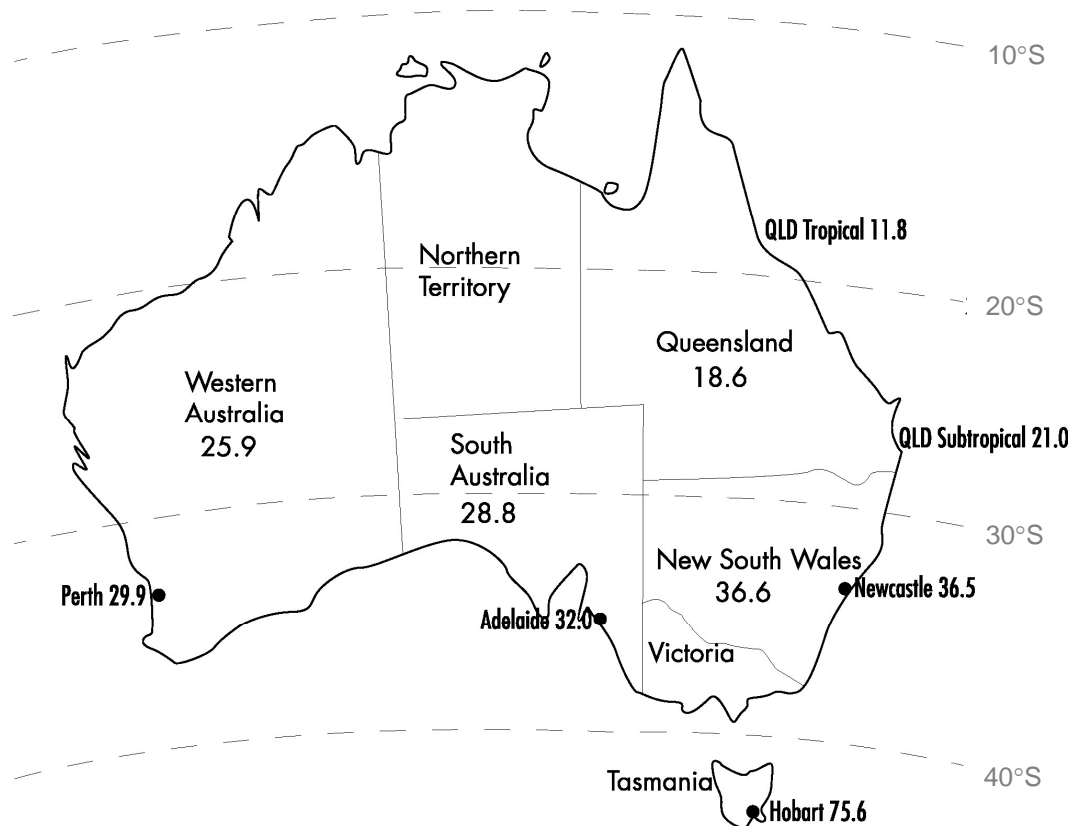 10°S
QLD Tropical 11.8
Northern
Territory
20°S
Queensland
18.6
Western
Australia
25.9
South
Australia
28.8
QLD Subtropical 21.0
30°S
New South Wales
36.6
Perth 29.9
Newcastle 36.5
Adelaide 32.0
Victoria
40°S
Tasmania
Hobart 75.6